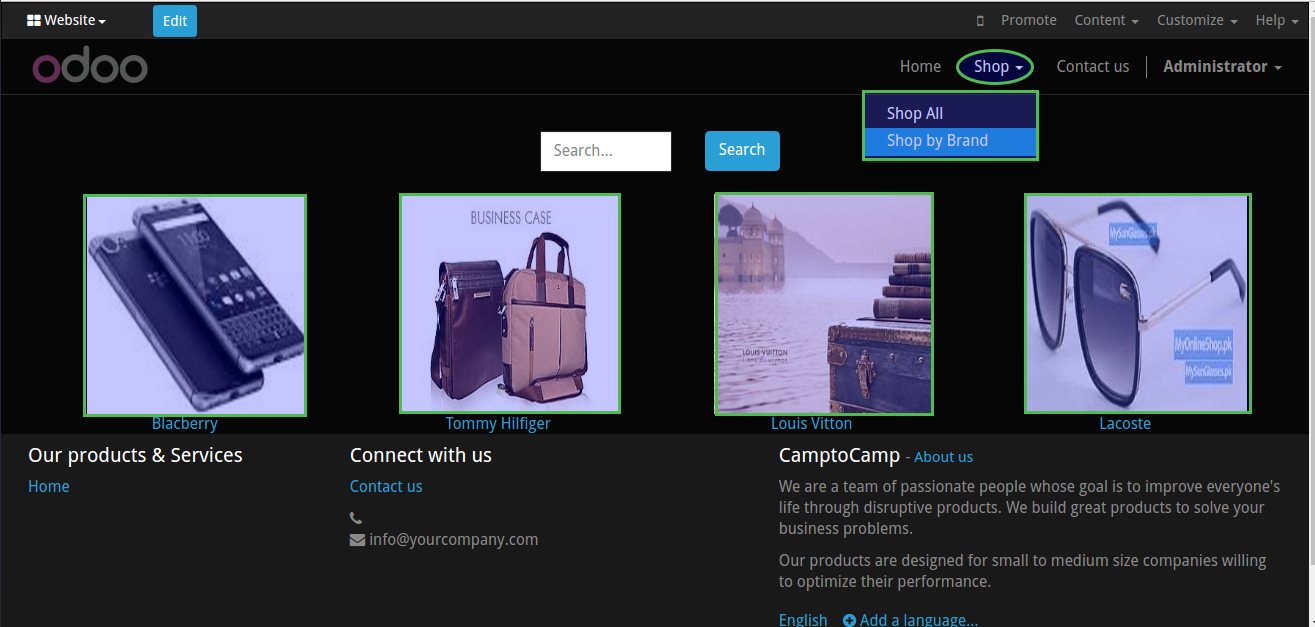 Website
Edit
Promote
Content
Customize
Help
odoo
Home
Shop
Contact us
Administrator
Shop All
Shop by Brand
Search...
Search
11:00
BUSINESS CASE
LOUIS VUITTON
MySunGlasses.pk
MyOnlineShop.pk
MySunGlasses.pk
Blacberry
Tommy Hilfiger
Louis Vitton
Lacoste
Our products & Services
Home
Connect with us
Contact us
info@yourcompany.com
CamptoCamp - About us
We are a team of passionate people whose goal is to improve everyone's
life through disruptive products. We build great products to solve your
business problems.
Our products are designed for small to medium size companies willing
to optimize their performance.
English
Add a language...